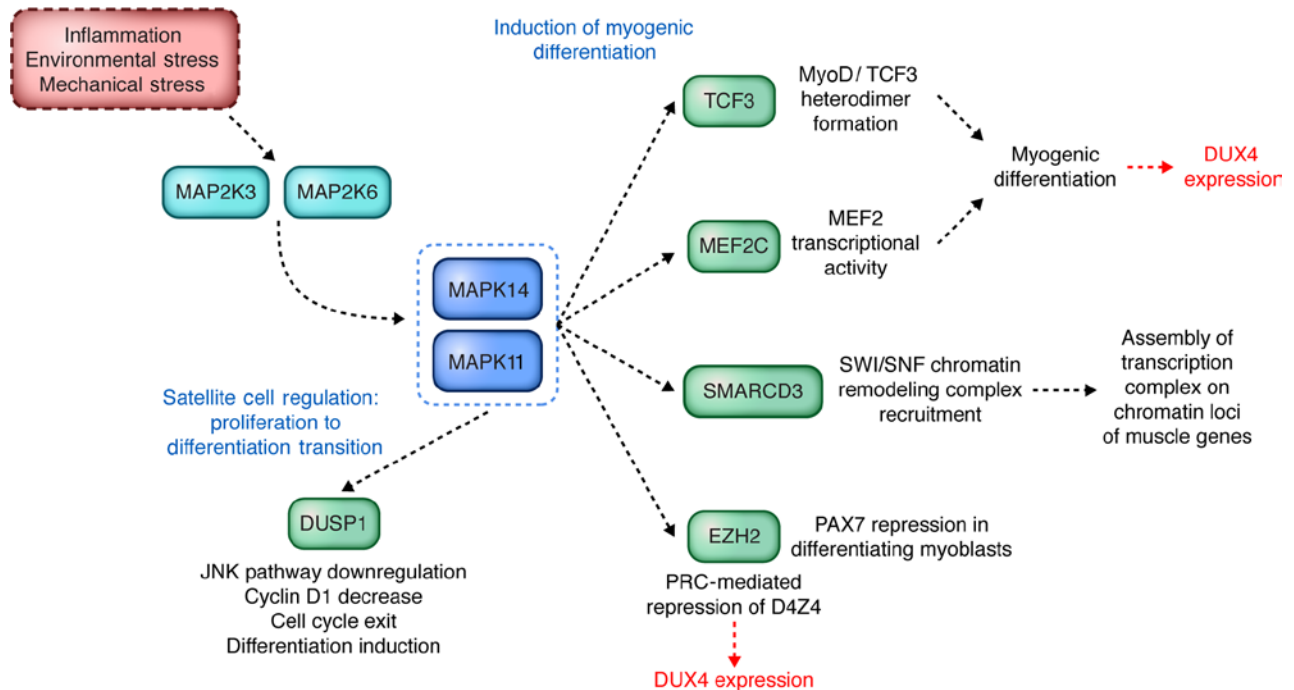 Inflammation
Environmental stress
Mechanical stress
MAP2K3
MAP2K6
MAPK14
MAPK11
Satellite cell regulation:
proliferation to
differentiation transition
DUSP1
JNK pathway downregulation
Cyclin D1 decrease
Cell cycle exit
Differentiation induction
Induction of myogenic
differentiation
TCF3
MyoD/ TCF3
heterodimer
formation
MEF2C
MEF2
transcriptional
activity
Myogenic
differentiation
DUX4
expression
SMARCD3
SWI/SNF chromatin
remodeling complex
recruitment
Assembly of
transcription
complex on
chromatin loci
of muscle genes
EZH2
PAX7 repression in
differentiating myoblasts
PRC-mediated
repression of D4Z4
DUX4 expression